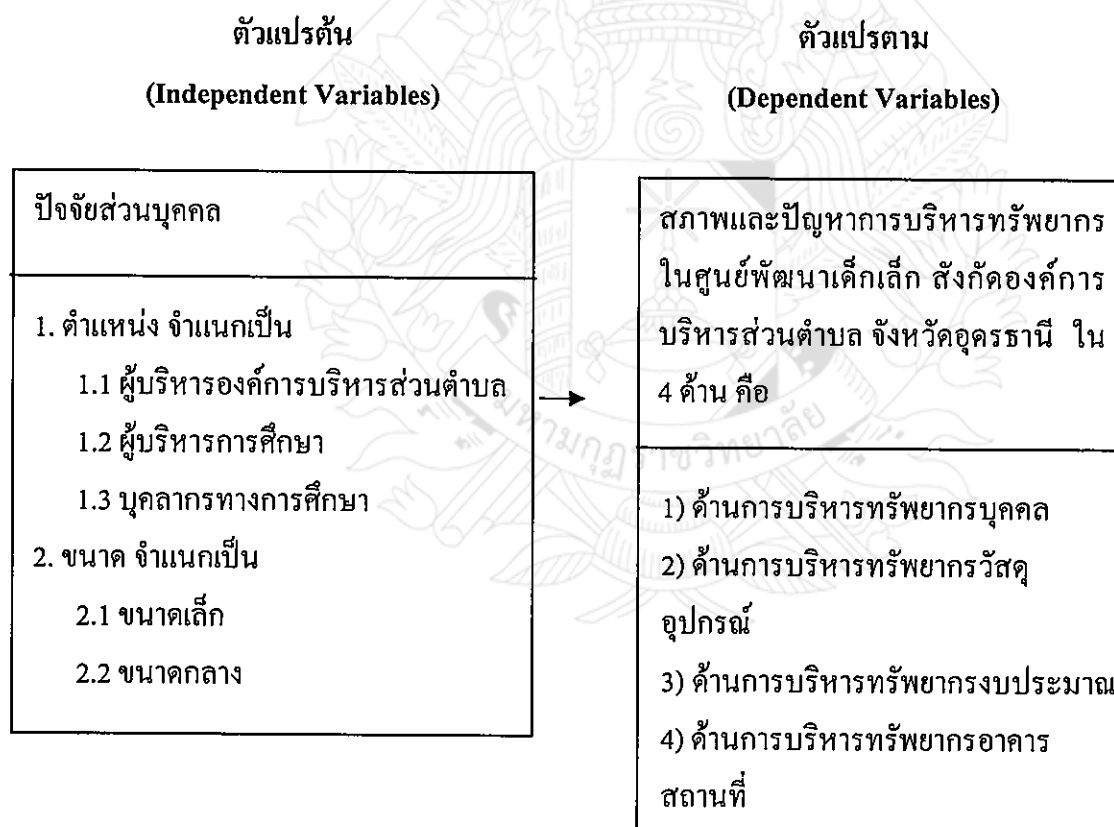 ตัวแปรต้น
(Independent Variables)
ปัจจัยส่วนบุคคล
1. ตำแหน่ง จำแนกเป็น
1.1 ผู้บริหารองค์การบริหารส่วนตำบล
1.2 ผู้บริหารการศึกษา
1.3 บุคลากรทางการศึกษา
2. ขนาด จำแนกเป็น
2.1 ขนาดเล็ก
2.2 ขนาดกลาง
ตัวแปรตาม
(Dependent Variables)
สภาพและปัญหาการบริหารทรัพยากร
ในศูนย์พัฒนาเด็กเล็ก สังกัดองค์การ
บริหารส่วนตำบล จังหวัดอุดรธานี ใน
4 ด้าน คือ
1) ด้านการบริหารทรัพยากรบุคคล
2) ด้านการบริหารทรัพยากรวัสดุ
อุปกรณ์
3) ด้านการบริหารทรัพยากรงบประมาณ
4) ด้านการบริหารทรัพยากรอาคาร
สถานที่
มหามกุฏราชวิทยาลัย